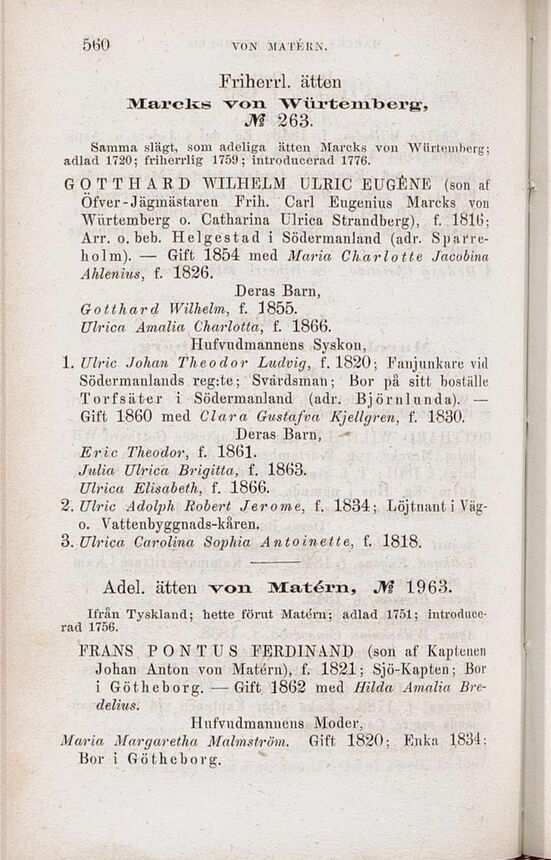 560 VON MATÉRN.
Friherrl. ätten
Marcks von Würtemberg,
№ 263.
Samma slägt, som adeliga ätten Marcks von Würtemberg;
adlad 1720; friherrlig 1759; introducerad 1776.
GOTTHARD WILHELM ULRIC EUGÈNE (son af
Öfver-Jägmästaren Frih. Carl Eugenius Marcks von
Würtemberg o. Catharina Ulrica Strandberg), f. 1816;
Arr. o. beb. Helgestad i Södermanland (adr. Sparre-
holm). — Gift 1854 med Maria Charlotte Jacobina
Ahlenius, f. 1826.
Deras Barn,
Gotthard Wilhelm, f. 1855.
Ulrica Amalia Charlotta, f. 1866.
Hufvudmannens Syskon,
1. Ulric Johan Theodor Ludvig, f. 1820; Fanjunkare vid
Södermanlands reg:te; Svärdsman; Bor på sitt boställe
Torfsäter i Södermanland (adr. Björnlunda). —
Gift 1860 med Clara Gustafva Kjellgren, f. 1830.
Deras Barn,
Eric Theodor, f. 1861.
Julia Ulrica Brigitta, f. 1863.
Ulrica Elisabeth, f. 1866.
2. Ulric Adolph Robert Jerome, f. 1834; Löjtnant i Väg-
o. Vattenbyggnads-kåren.
3. Ulrica Carolina Sophia Antoinette, f. 1818.
Adel. ätten von Matérn, № 1963.
Ifrån Tyskland; hette förut Matérn; adlad 1751; introduce-
rad 1756.
FRANS PONTUS FERDINAND (son af Kaptenen
Johan Anton von Matérn), f. 1821; Sjö-Kapten; Bor
i Götheborg. — Gift 1862 med Hilda Amalia Bre-
delius.
Hufvudmannens Moder,
Maria Margaretha Malmström. Gift 1820; Enka 1834;
Bor i Götheborg.